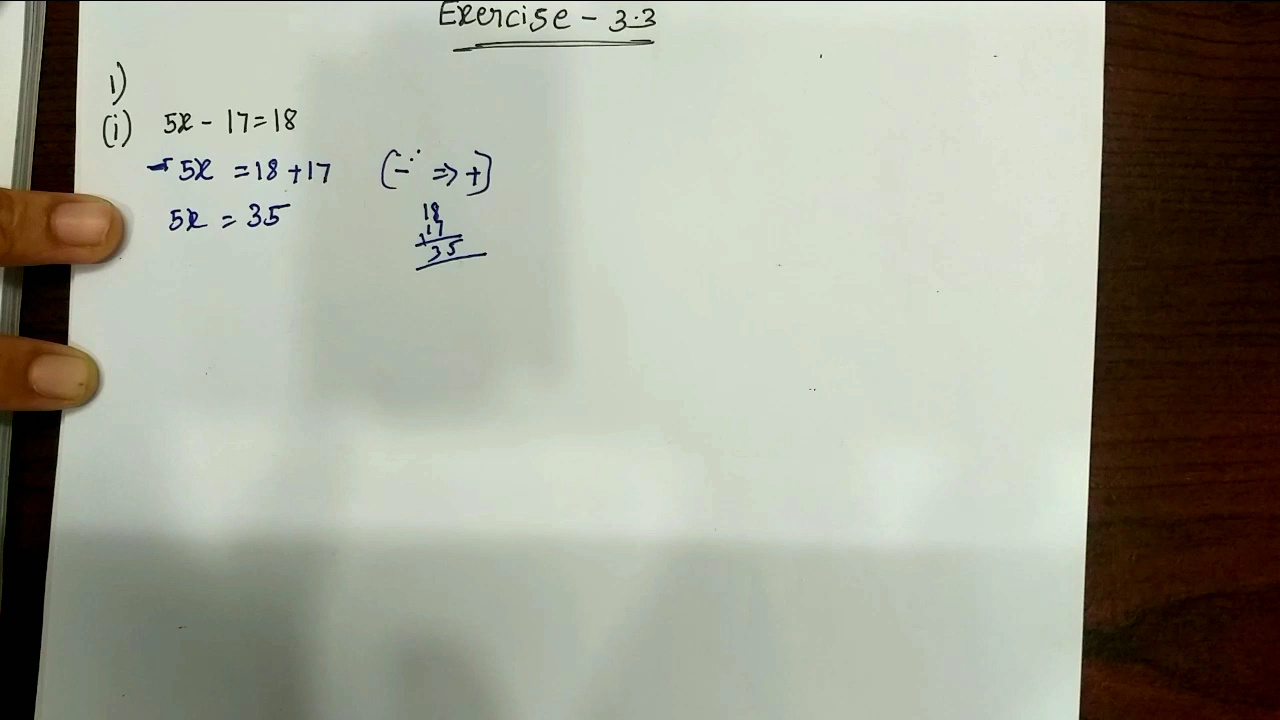 Exercise - 3.3
1)
(i) 5x - 17 = 18
5x = 18 + 17 (∵ - ⇒ +)
5x = 35
18
17
35